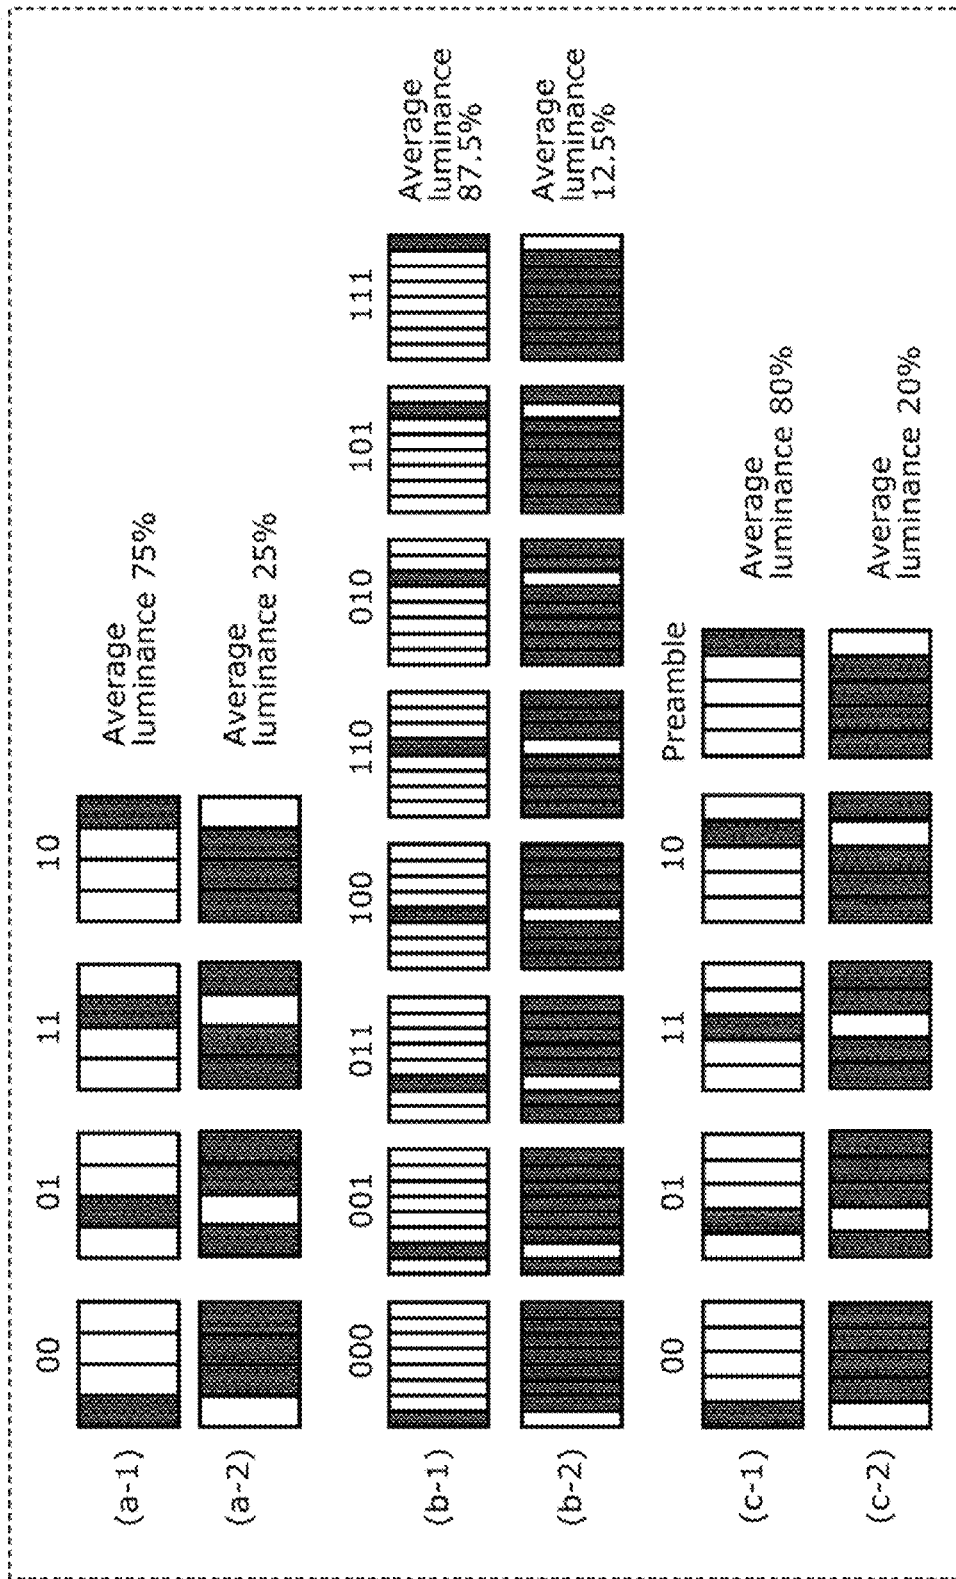 00 01 11 10
(a-1)
Average
luminance 75%
(a-2)
Average
luminance 25%
000 001 011 100 110 010 101 111
(b-1)
Average
luminance
87.5%
(b-2)
Average
luminance
12.5%
00 01 11 10 Preamble
(c-1)
Average
luminance 80%
(c-2)
Average
luminance 20%